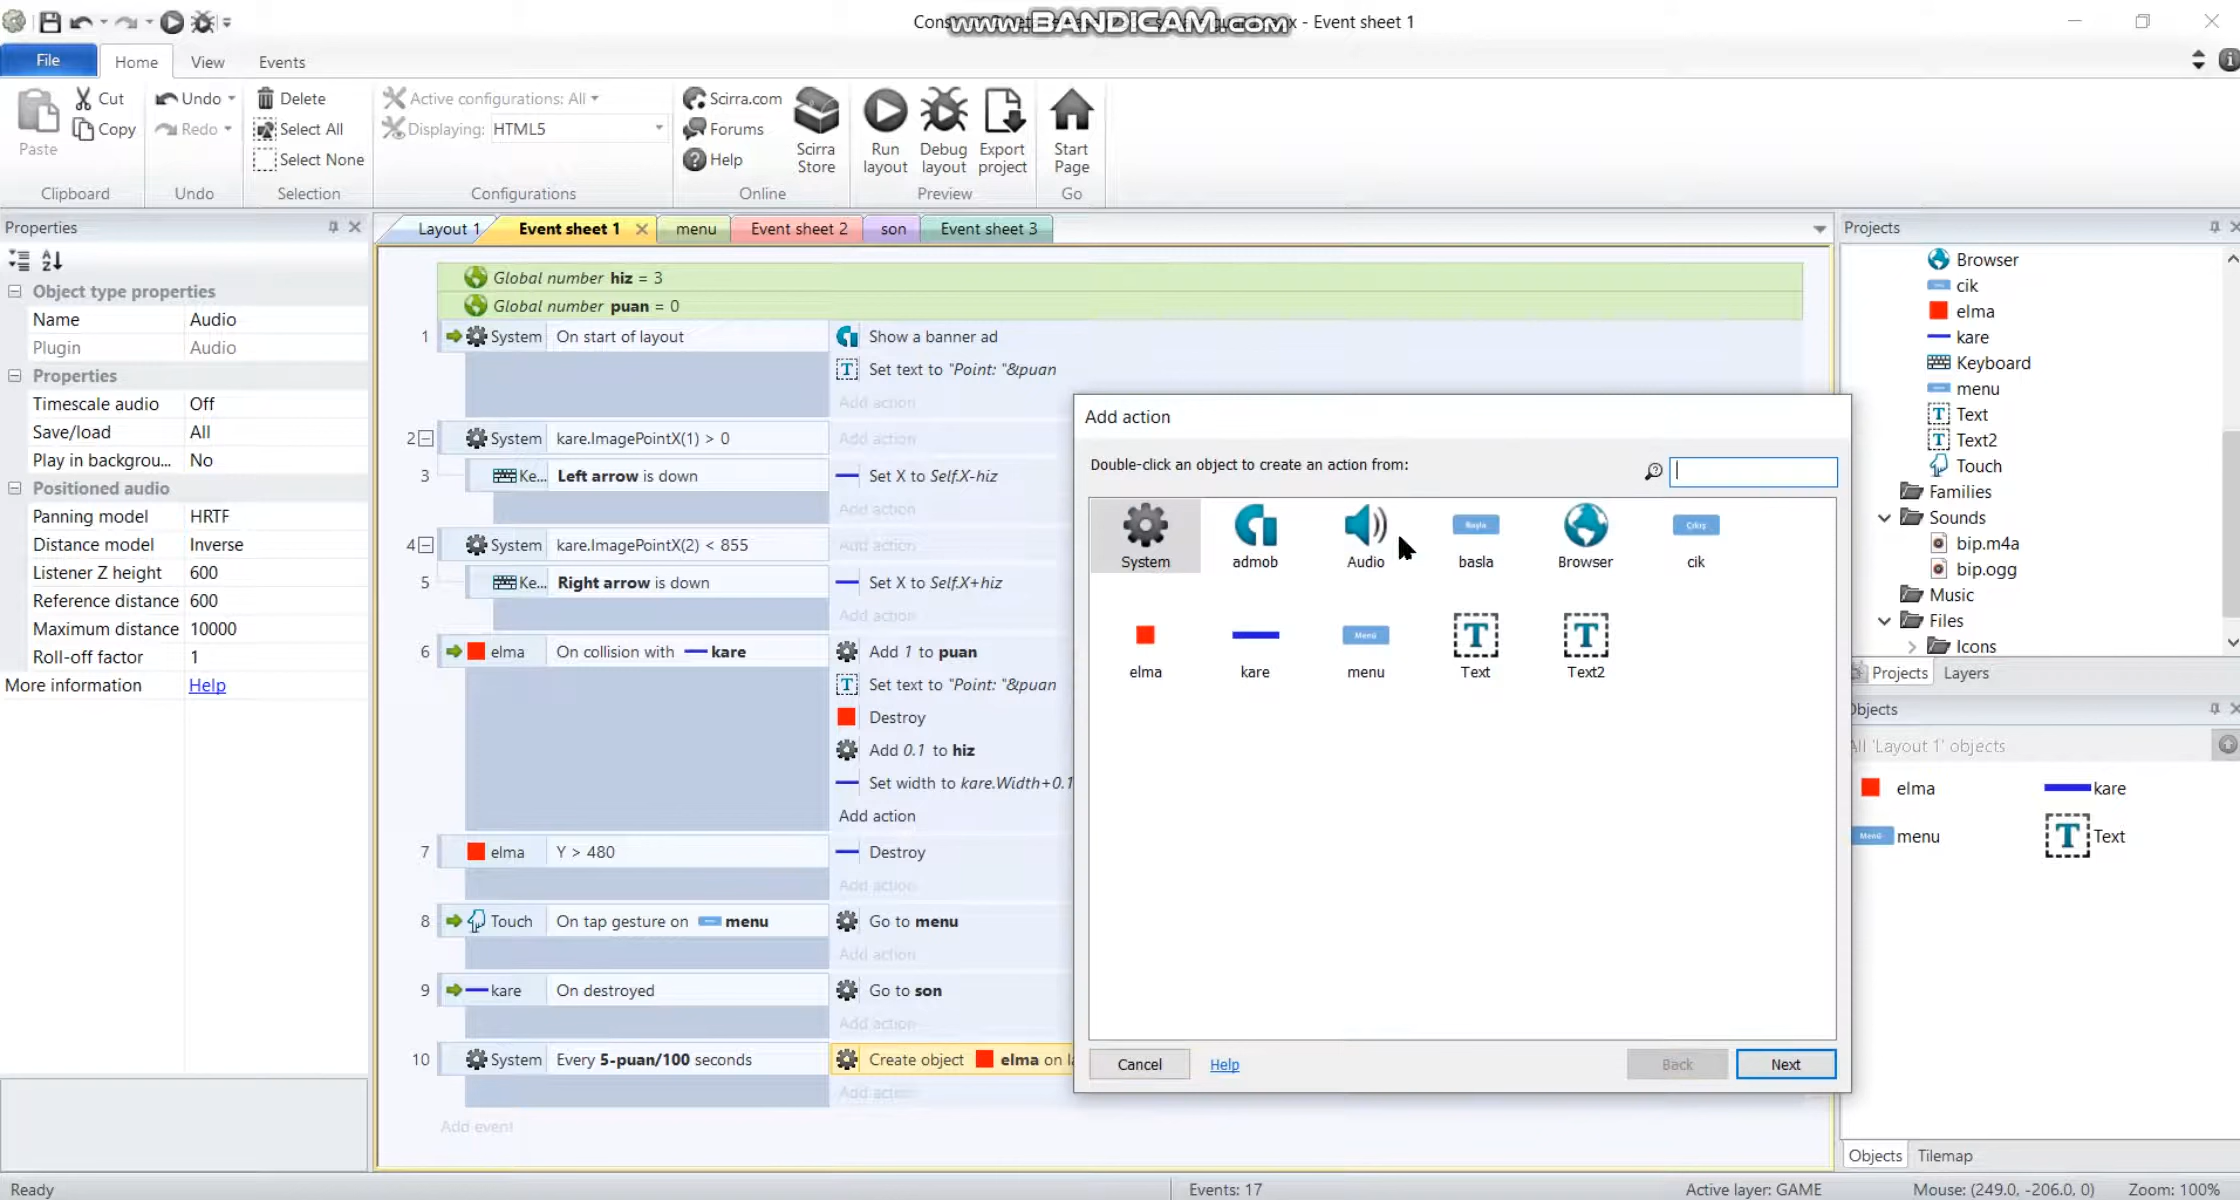 www.BANDICAM.com
x - Event sheet 1
File
Home
View
Events
Paste
Cut
Copy
Clipboard
Undo
Redo
Undo
Delete
Select All
Select None
Selection
Active configurations: All
Displaying: HTML5
Configurations
Scirra.com
Forums
Help
Scirra Store
Online
Run layout
Debug layout
Export project
Preview
Start Page
Go
Properties
Object type properties
Name Audio
Plugin Audio
Properties
Timescale audio Off
Save/load All
Play in backgrou... No
Positioned audio
Panning model HRTF
Distance model Inverse
Listener Z height 600
Reference distance 600
Maximum distance 10000
Roll-off factor 1
More information Help
Layout 1
Event sheet 1
menu
Event sheet 2
son
Event sheet 3
Global number hiz = 3
Global number puan = 0
1 System On start of layout Show a banner ad
Set text to "Point: "&puan
Add action
2 System kare.ImagePointX(1) > 0 Add action
3 Ke... Left arrow is down Set X to Self.X-hiz
Add action
4 System kare.ImagePointX(2) < 855 Add action
5 Ke... Right arrow is down Set X to Self.X+hiz
Add action
6 elma On collision with kare Add 1 to puan
Set text to "Point: "&puan
Destroy
Add 0.1 to hiz
Set width to kare.Width+0.1
Add action
7 elma Y > 480 Destroy
Add action
8 Touch On tap gesture on menu Go to menu
Add action
9 kare On destroyed Go to son
Add action
10 System Every 5-puan/100 seconds Create object elma on la
Add action
Add event
Add action
Double-click an object to create an action from:
System
admob
Audio
Başla
basla
Browser
Çıkış
cik
elma
kare
Menü
menu
T
Text
T
Text2
Cancel
Help
Back
Next
Projects
Browser
cik
elma
kare
Keyboard
menu
Text
Text2
Touch
Families
Sounds
bip.m4a
bip.ogg
Music
Files
Icons
Projects
Layers
Objects
All 'Layout 1' objects
elma
kare
Menü
menu
T
Text
Objects
Tilemap
Ready
Events: 17
Active layer: GAME
Mouse: (249.0, -206.0, 0)
Zoom: 100%